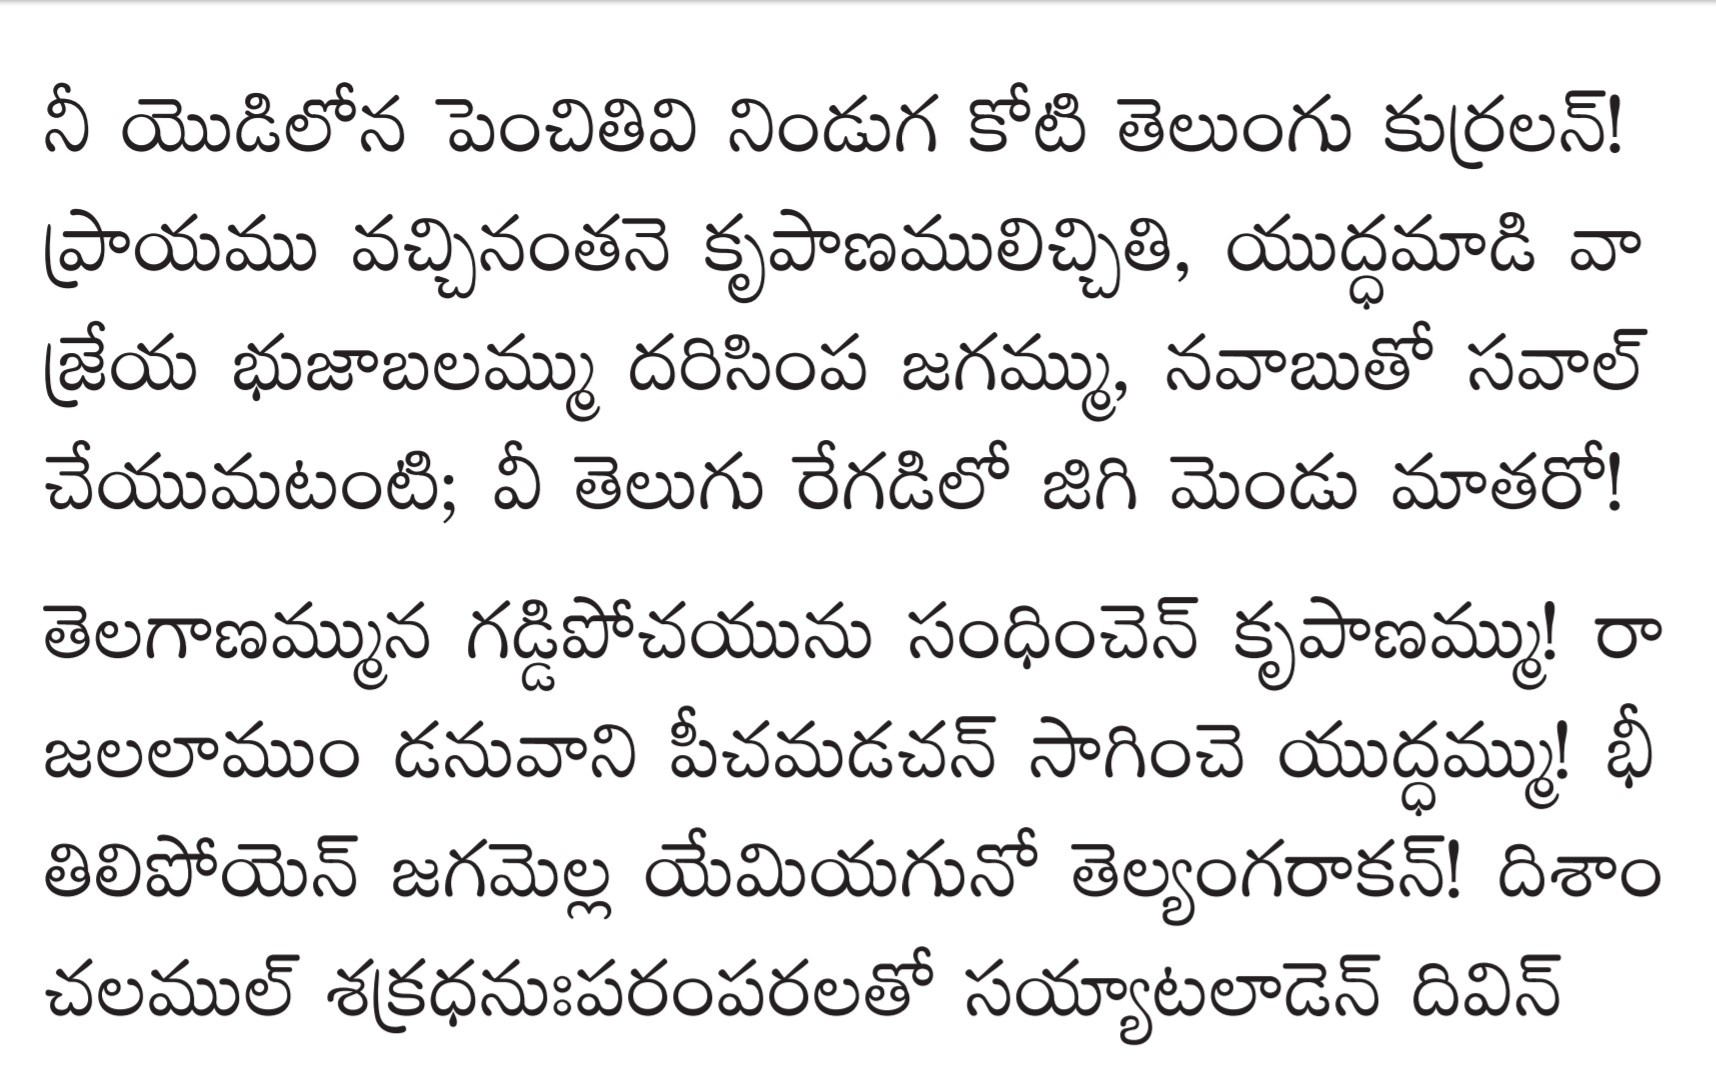 నీ యొడిలోన పెంచితివి నిండుగ కోటి తెలుంగు కుర్రలన్!
ప్రాయము వచ్చినంతనె కృపాణములిచ్చితి, యుద్ధమాడి వా
జ్రేయ భుజాబలమ్ము దరిసింప జగమ్ము, నవాబుతో సవాల్
చేయుమటంటి; వీ తెలుగు రేగడిలో జిగి మెండు మాతరో!
తెలగాణమ్మున గడ్డిపోచయును సంధించెన్ కృపాణమ్ము! రా
జలలాముం డనువాని పీచమడచన్ సాగించె యుద్ధమ్ము! భీ
తిలిపోయెన్ జగమెల్ల యేమియగునో తెల్యంగరాకన్! దిశాం
చలముల్ శక్రధనుఃపరంపరలతో సయ్యాటలాడెన్ దివిన్